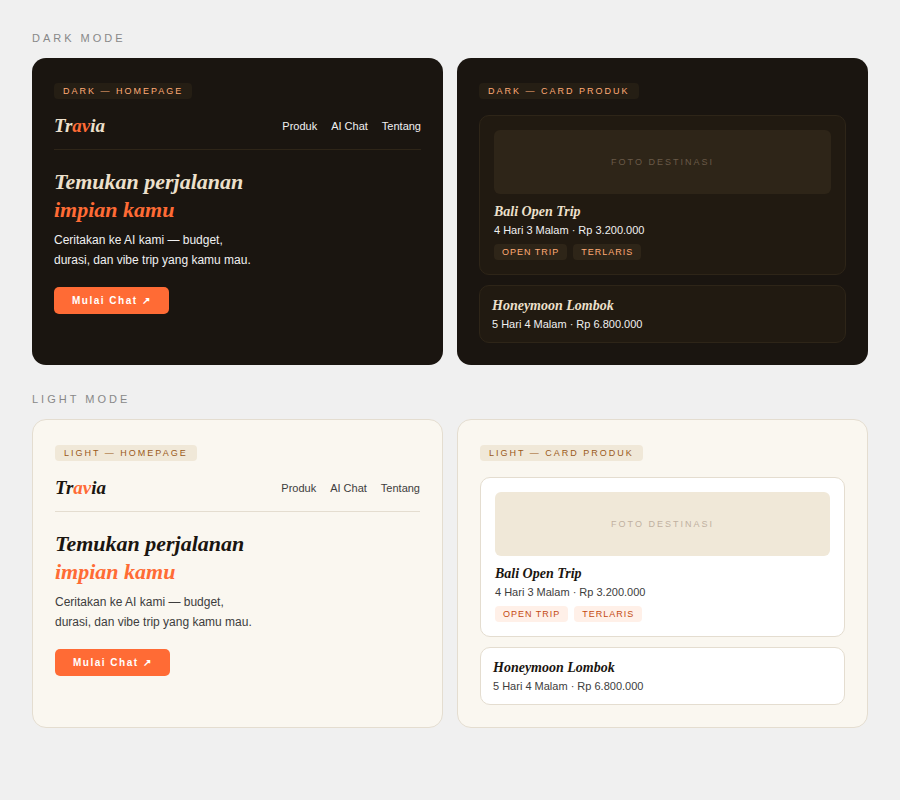 DARK MODE
DARK — HOMEPAGE
Travia
Produk AI Chat Tentang
Temukan perjalanan
impian kamu
Ceritakan ke AI kami — budget,
durasi, dan vibe trip yang kamu mau.
Mulai Chat ↗
DARK — CARD PRODUK
FOTO DESTINASI
Bali Open Trip
4 Hari 3 Malam · Rp 3.200.000
OPEN TRIP TERLARIS
Honeymoon Lombok
5 Hari 4 Malam · Rp 6.800.000
LIGHT MODE
LIGHT — HOMEPAGE
Travia
Produk AI Chat Tentang
Temukan perjalanan
impian kamu
Ceritakan ke AI kami — budget,
durasi, dan vibe trip yang kamu mau.
Mulai Chat ↗
LIGHT — CARD PRODUK
FOTO DESTINASI
Bali Open Trip
4 Hari 3 Malam · Rp 3.200.000
OPEN TRIP TERLARIS
Honeymoon Lombok
5 Hari 4 Malam · Rp 6.800.000